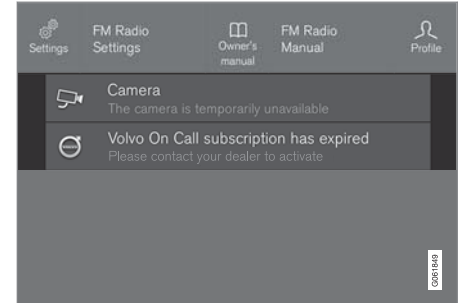 Settings
FM Radio
Settings
Owner's
manual
FM Radio
Manual
Profile
Camera
The camera is temporarily unavailable
Volvo On Call subscription has expired
Please contact your dealer to activate
G061849